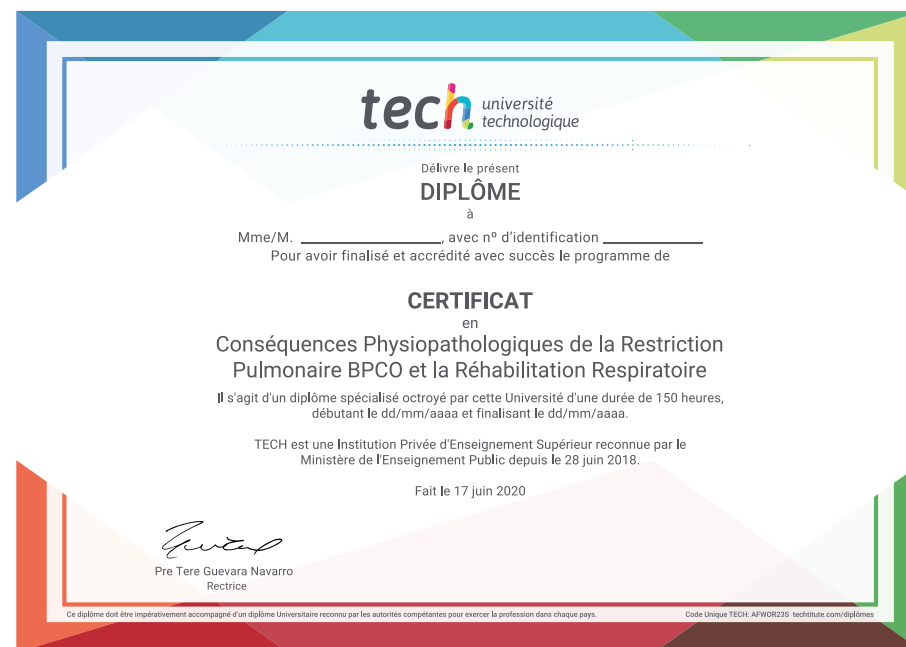 tech université
technologique
Délivre le présent
DIPLÔME
à
Mme/M. ____________________, avec nº d'identification ______________
Pour avoir finalisé et accrédité avec succès le programme de
CERTIFICAT
en
Conséquences Physiopathologiques de la Restriction
Pulmonaire BPCO et la Réhabilitation Respiratoire
Il s'agit d'un diplôme spécialisé octroyé par cette Université d'une durée de 150 heures,
débutant le dd/mm/aaaa et finalisant le dd/mm/aaaa.
TECH est une Institution Privée d'Enseignement Supérieur reconnue par le
Ministère de l'Enseignement Public depuis le 28 juin 2018.
Fait le 17 juin 2020
Pre Tere Guevara Navarro
Rectrice
Ce diplôme doit être impérativement accompagné d'un diplôme Universitaire reconnu par les autorités compétantes pour exercer la profession dans chaque pays.
Code Unique TECH: AFWOR23S techtitute.com/diplômes